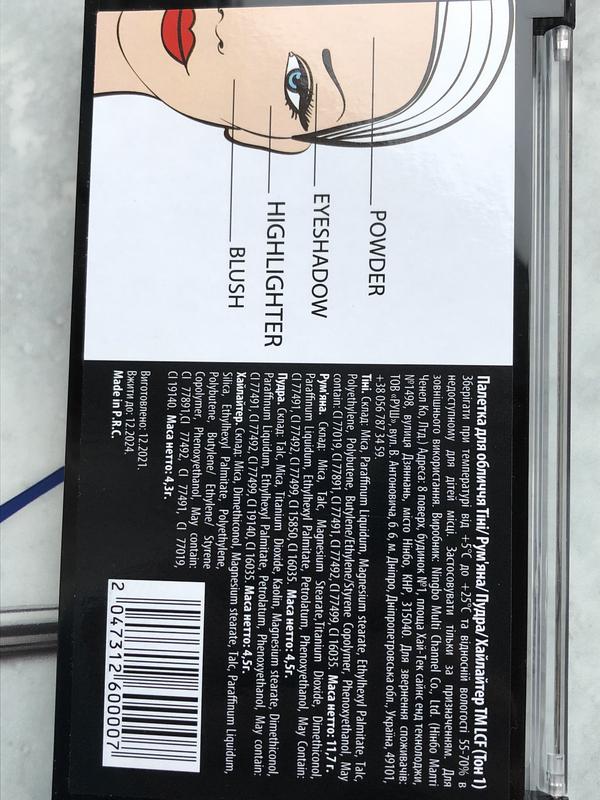 POWDER
EYESHADOW
HIGHLIGHTER
BLUSH
Палетка для обличчя Тіні/Рум'яна/Пудра/Хайлайтер ТМ LCF (Тон 1)
Зберігати при температурі від +5°С до +25°С та відносній вологості 55-70% в
недоступному для дітей місці. Застосовувати тільки за призначенням. Для
зовнішнього використання. Виробник: Ningbo Multi Channel Co., Ltd. (Нінбо Малті
Ченел Ко, Лтд.) Адреса: 8 поверх, будинок №1, площа Хай-Тек сайнс енд текнолоджи,
№1498, вулиця Дзяннань, місто Нінбо, КНР, 315040. Для звернення споживачів:
ТОВ «РУШ», вул. В. Антоновича, б. 6, м. Дніпро, Дніпропетровська обл., Україна, 49101,
+38 056 787 34 59.
Тіні. Склад: Mica, Paraffinum Liquidum, Magnesium stearate, Ethylhexyl Palmitate, Talc,
Polyethylene, Polybutene, Butylene/Ethylene/Styrene Copolymer, Phenoxyethanol, May
contain: CI 77019, CI 77891, CI 77491, CI 77492, CI 77499, CI 16035. Маса нетто: 11,7 г.
Рум'яна. Склад: Mica, Talc, Magnesium Stearate, Titanium Dioxide, Dimethiconol,
Paraffinum Liquidum, Ethylhexyl Palmitate, Petrolatum, Phenoxyethanol, May Contain:
CI 77491, CI 77492, CI 77499, CI 15850, CI 16035. Маса нетто: 4,5г.
Пудра. Склад: Talc, Mica, Titanium Dioxide, Kaolin, Magnesium stearate, Dimethiconol,
Paraffinum Liquidum, Ethylhexyl Palmitate, Petrolatum, Phenoxyethanol, May contain:
CI 77491, CI 77492, CI 77499, CI 19140, CI 16035. Маса нетто: 4,5г.
Хайлайтер. Склад: Mica, Dimethiconol, Magnesium stearate, Talc, Paraffinum Liquidum,
Silica, Ethylhexyl Palmitate, Polyethylene,
Polybutene, Butylene/ Ethylene/ Styrene
Copolymer, Phenoxyethanol, May contain:
CI 77891, CI 77492, CI 77491, CI 77019,
CI 19140. Маса нетто: 4,3г.
Виготовлено: 12.2021.
Вжити до: 12.2024.
Made in P.R.C.
2 047312 600007